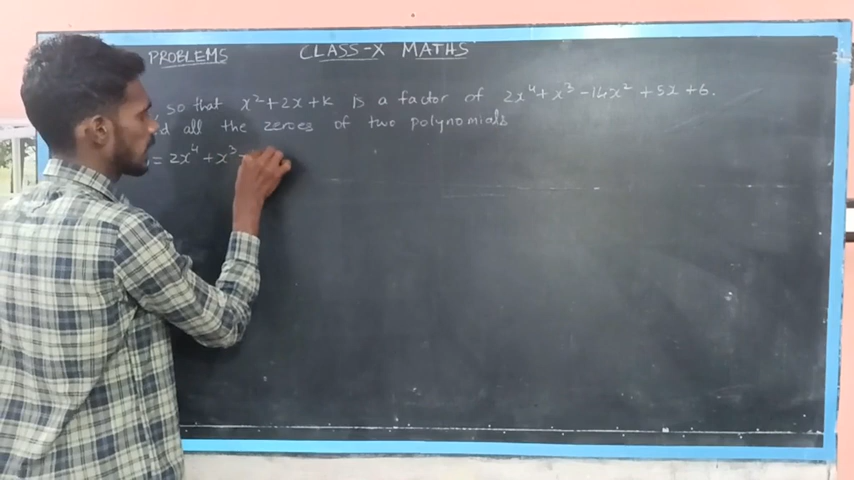 PROBLEMS CLASS-X MATHS
, so that x²+2x+k is a factor of 2x⁴+x³-14x²+5x+6.
d all the zeroes of two polynomials
= 2x⁴+x³-